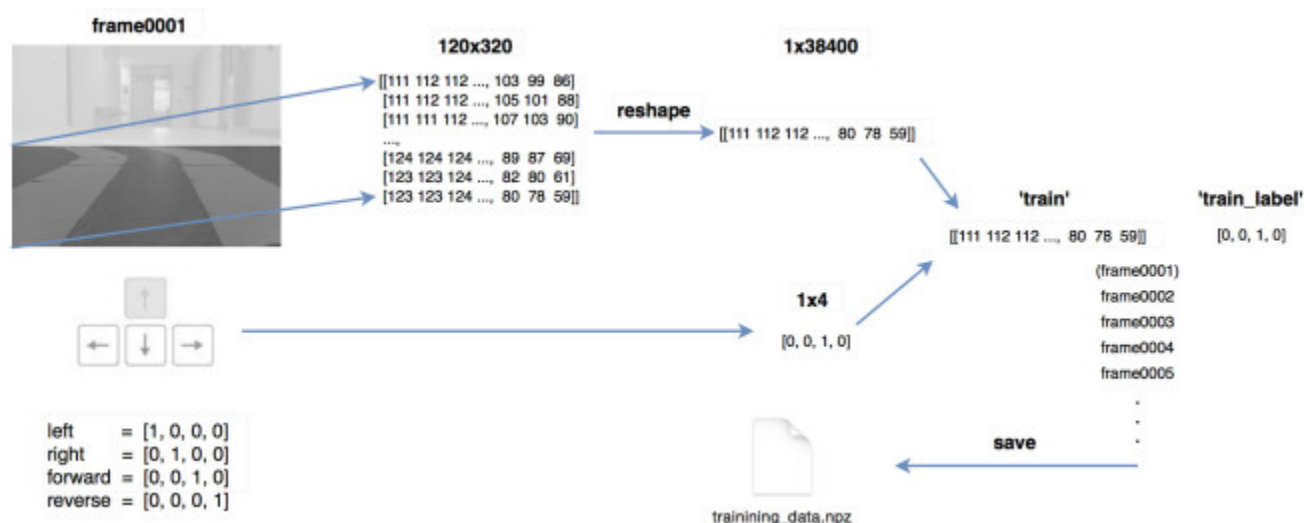 frame0001
120x320
[[111 112 112 ..., 103 99 86]
[111 112 112 ..., 105 101 88]
[111 111 112 ..., 107 103 90]
...,
[124 124 124 ..., 89 87 69]
[123 123 124 ..., 82 80 61]
[123 123 124 ..., 80 78 59]]
reshape
1x38400
[[111 112 112 ..., 80 78 59]]
'train'
[[111 112 112 ..., 80 78 59]]
(frame0001)
frame0002
frame0003
frame0004
frame0005
.
.
.
'train_label'
[0, 0, 1, 0]
↑
← ↓ →
1x4
[0, 0, 1, 0]
left = [1, 0, 0, 0]
right = [0, 1, 0, 0]
forward = [0, 0, 1, 0]
reverse = [0, 0, 0, 1]
save
trainining_data.npz